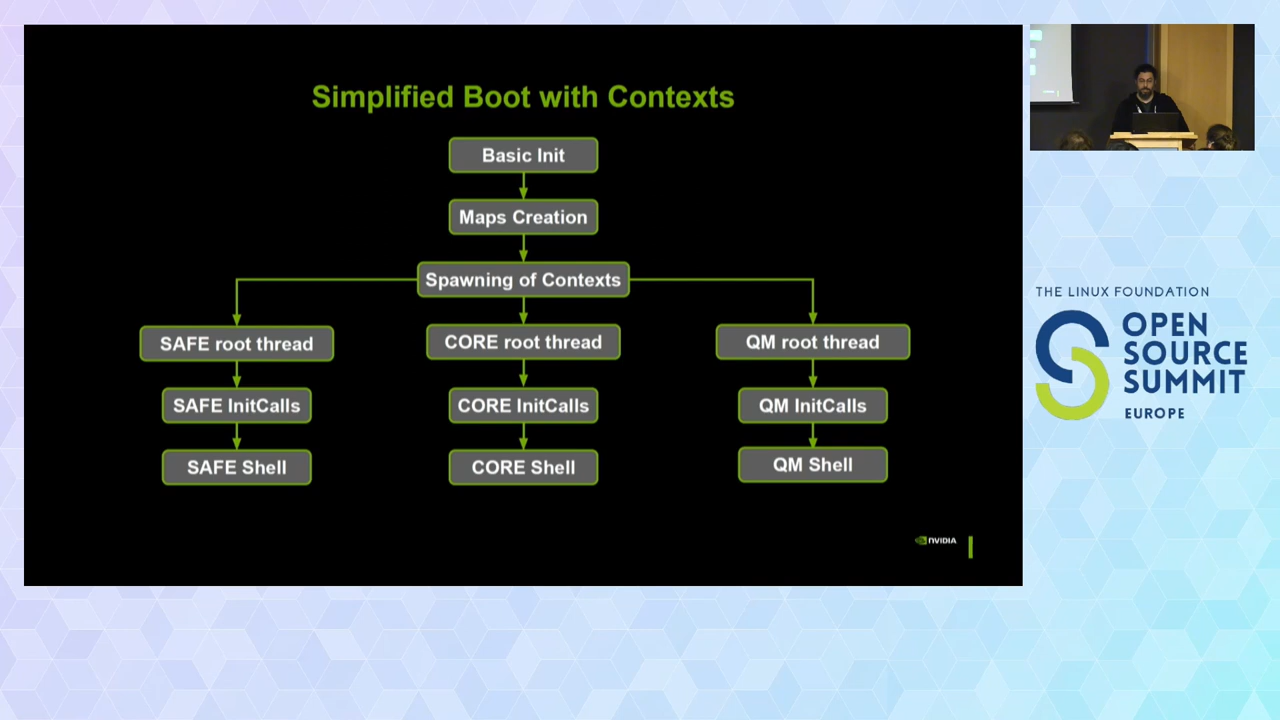 Simplified Boot with Contexts
Basic Init
Maps Creation
Spawning of Contexts
SAFE root thread
CORE root thread
QM root thread
SAFE InitCalls
CORE InitCalls
QM InitCalls
SAFE Shell
CORE Shell
QM Shell
NVIDIA
THE LINUX FOUNDATION
OPEN
SOURCE
SUMMIT
EUROPE